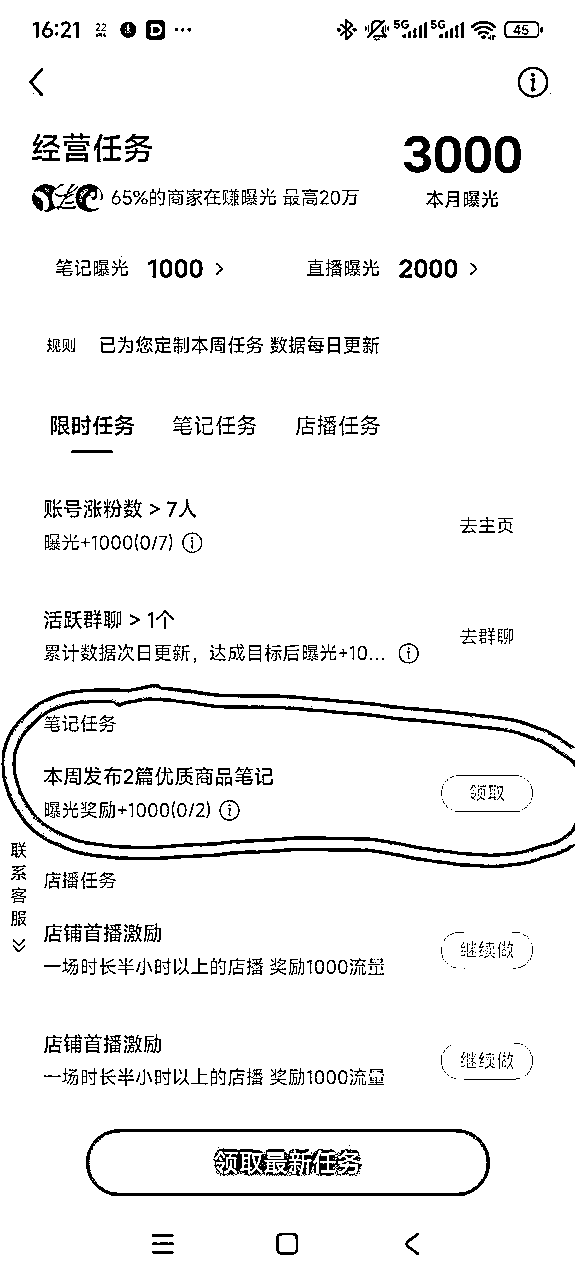 16:21 22 D ... 5G 5G 45
经营任务
3000
65%的商家在赚曝光 最高20万
本月曝光
笔记曝光 1000 >
直播曝光 2000 >
规则 已为您定制本周任务 数据每日更新
限时任务 笔记任务 店播任务
账号涨粉数 > 7人
曝光+1000(0/7)
去主页
活跃群聊 > 1个
累计数据次日更新，达成目标后曝光+10...
去群聊
笔记任务
本周发布2篇优质商品笔记
曝光奖励+1000(0/2)
领取
联系客服
店播任务
店铺首播激励
一场时长半小时以上的店播 奖励1000流量
继续做
店铺首播激励
一场时长半小时以上的店播 奖励1000流量
继续做
领取最新任务